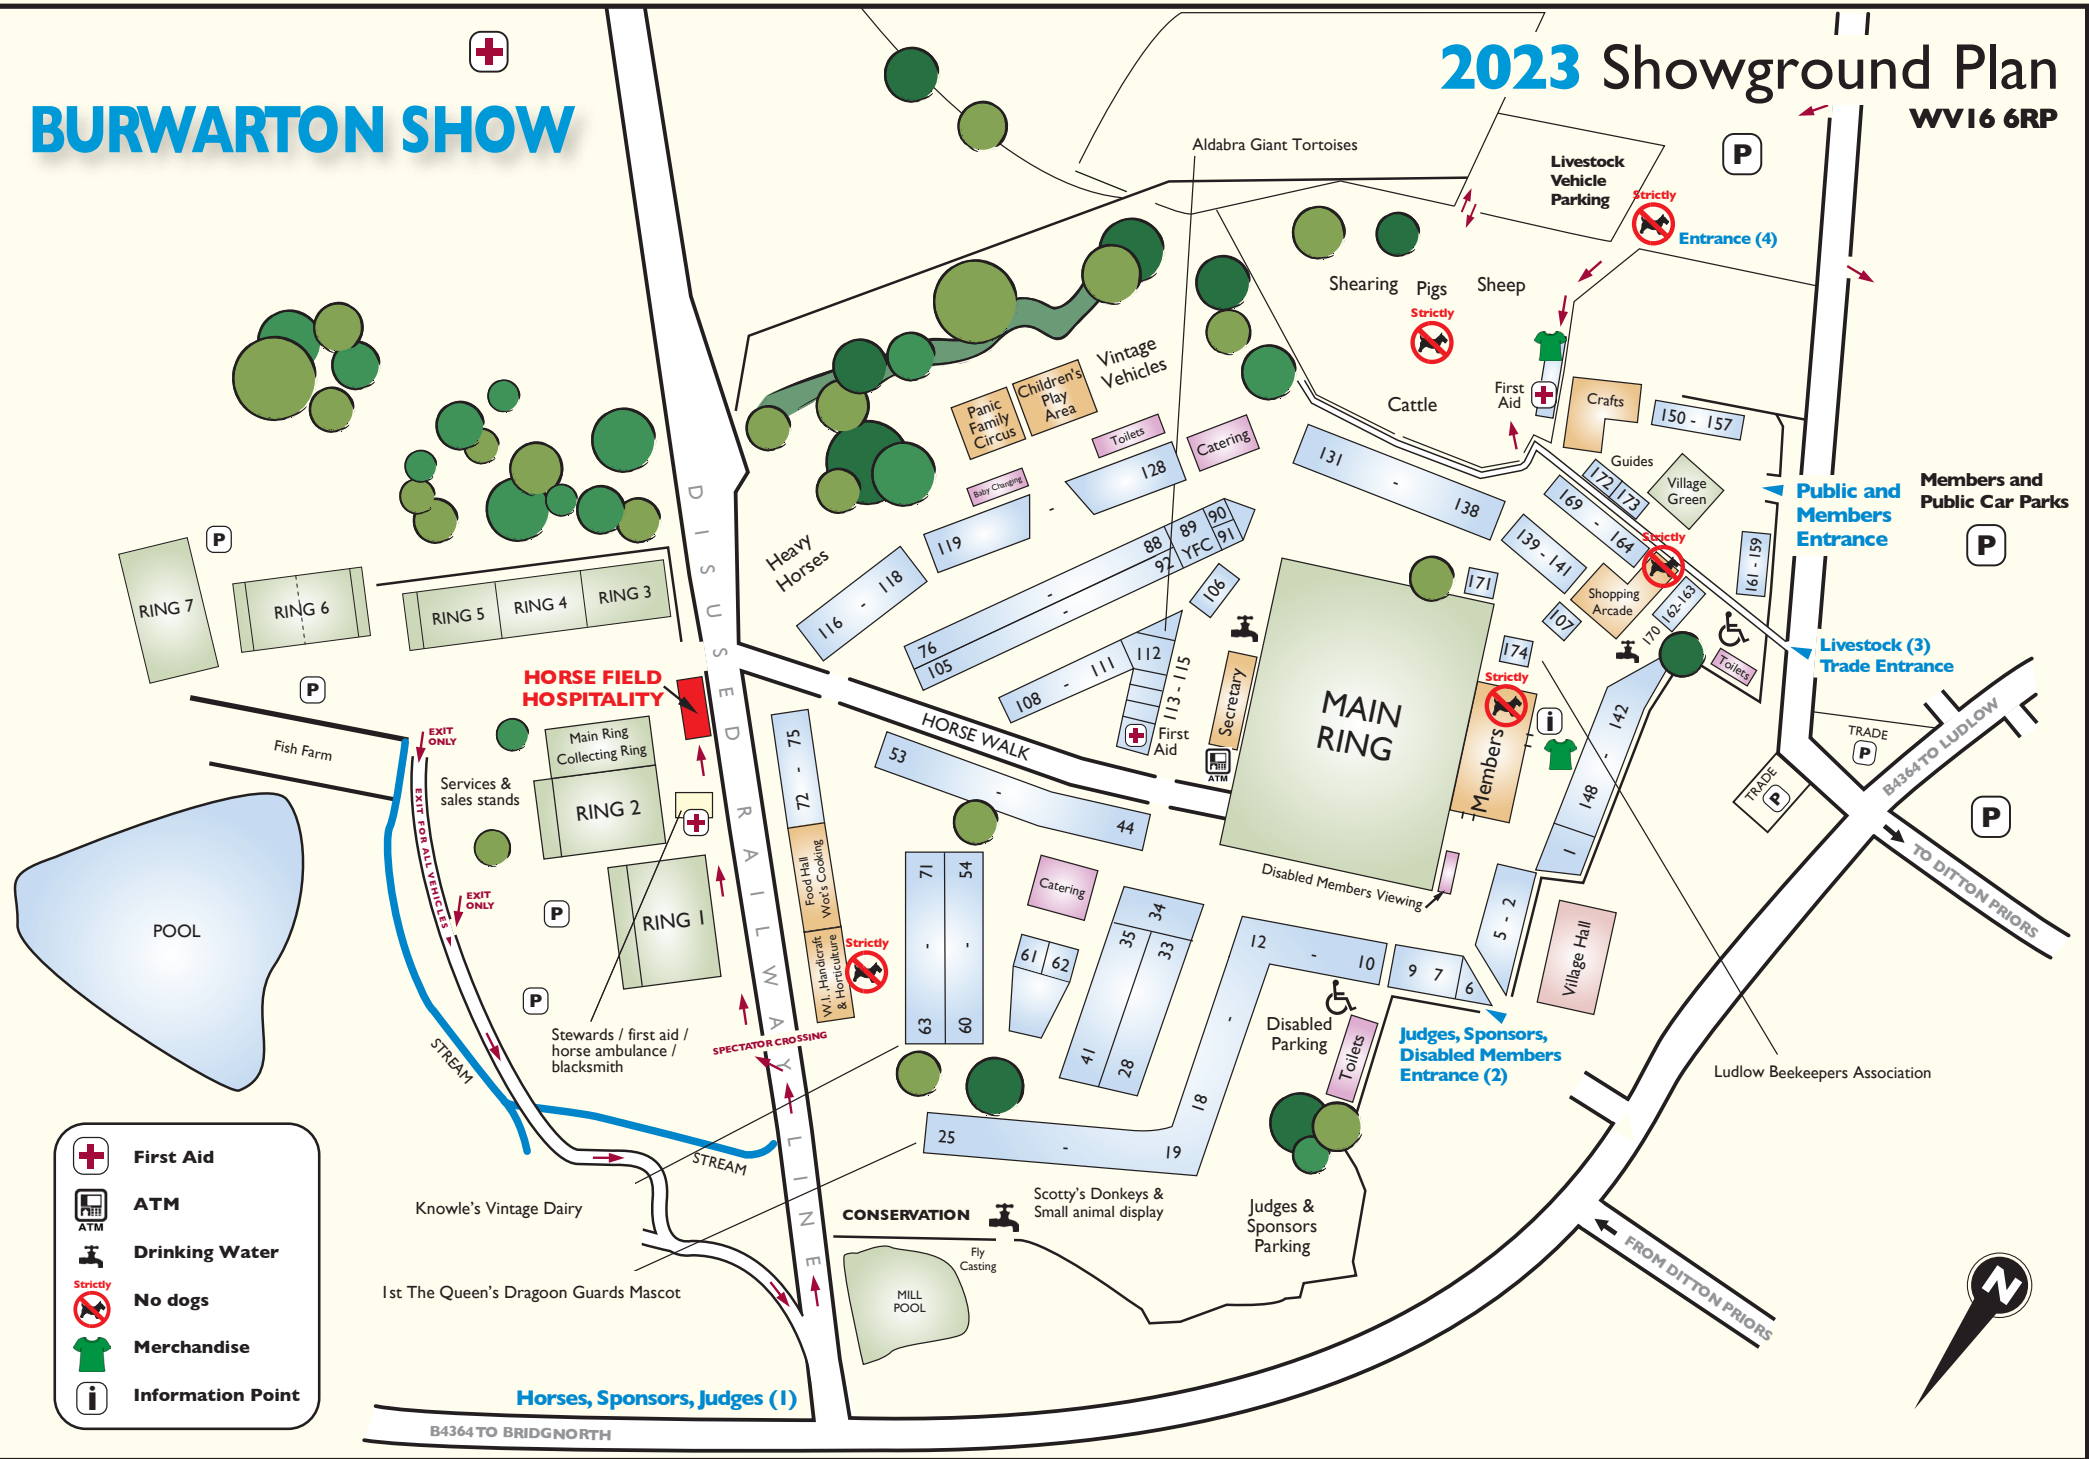 BURWARTON SHOW
2023 Showground Plan
WV16 6RP
Aldabra Giant Tortoises
Livestock
Vehicle
Parking
P
Strictly
Entrance (4)
Shearing
Pigs
Sheep
Strictly
Cattle
First
Aid
Crafts
150 - 157
Guides
172
173
Village
Green
169 - 164
Strictly
161 - 159
Public and
Members
Entrance
Members and
Public Car Parks
P
Vintage
Vehicles
Children's
Play
Area
Panic
Family
Circus
Toilets
Catering
Baby Changing
128
-
119
131
-
138
139 - 141
Shopping
Arcade
162-163
170
Toilets
107
171
174
Livestock (3)
Trade Entrance
Heavy
Horses
116 - 118
88
89
90
91
YFC
92
-
-
76
105
106
108 - 111
112
113 - 115
First
Aid
Secretary
ATM
MAIN
RING
Strictly
Members
i
142
-
148
1
TRADE
P
TRADE
P
B4364 TO LUDLOW
P
TO DITTON PRIORS
P
RING 7
RING 6
RING 5
RING 4
RING 3
P
HORSE FIELD
HOSPITALITY
DISUSED RAILWAY LINE
HORSE WALK
Fish Farm
EXIT
ONLY
EXIT FOR ALL VEHICLES
Services &
sales stands
Main Ring
Collecting Ring
RING 2
RING 1
EXIT
ONLY
P
P
POOL
STREAM
STREAM
Stewards / first aid /
horse ambulance /
blacksmith
SPECTATOR CROSSING
75
-
72
Food Hall
Wot's Cooking
W.I., Handicraft
& Horticulture
Strictly
53
-
44
71
-
63
54
-
60
Catering
61
62
34
35
33
41
28
12
-
10
-
18
19
-
25
9
7
6
5 - 2
Disabled Members Viewing
Village Hall
Disabled
Parking
Toilets
Judges, Sponsors,
Disabled Members
Entrance (2)
Ludlow Beekeepers Association
Knowle's Vintage Dairy
1st The Queen's Dragoon Guards Mascot
CONSERVATION
Scotty's Donkeys &
Small animal display
Fly
Casting
MILL
POOL
Judges &
Sponsors
Parking
FROM DITTON PRIORS
N
First Aid
ATM
ATM
Drinking Water
Strictly
No dogs
Merchandise
i
Information Point
Horses, Sponsors, Judges (1)
B4364 TO BRIDGNORTH